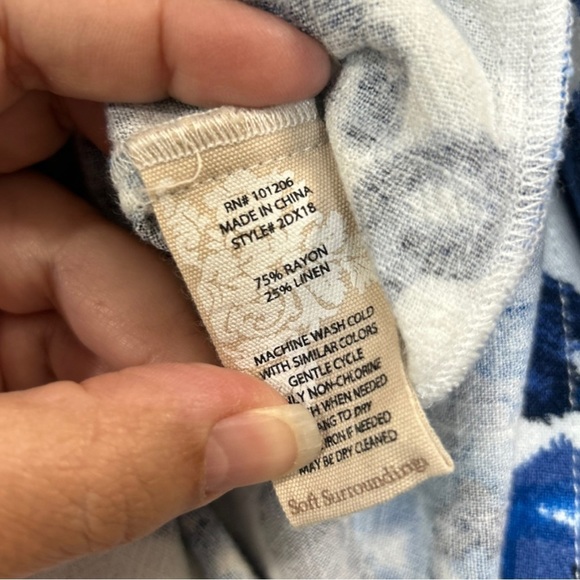 RN# 101206
MADE IN CHINA
STYLE# 2DX18
75% RAYON
25% LINEN
MACHINE WASH COLD
WITH SIMILAR COLORS
GENTLE CYCLE
NON-CHLORINE
WHEN NEEDED
TO DRY
IRON IF NEEDED
MAY BE DRY CLEANED
Soft Surroundings